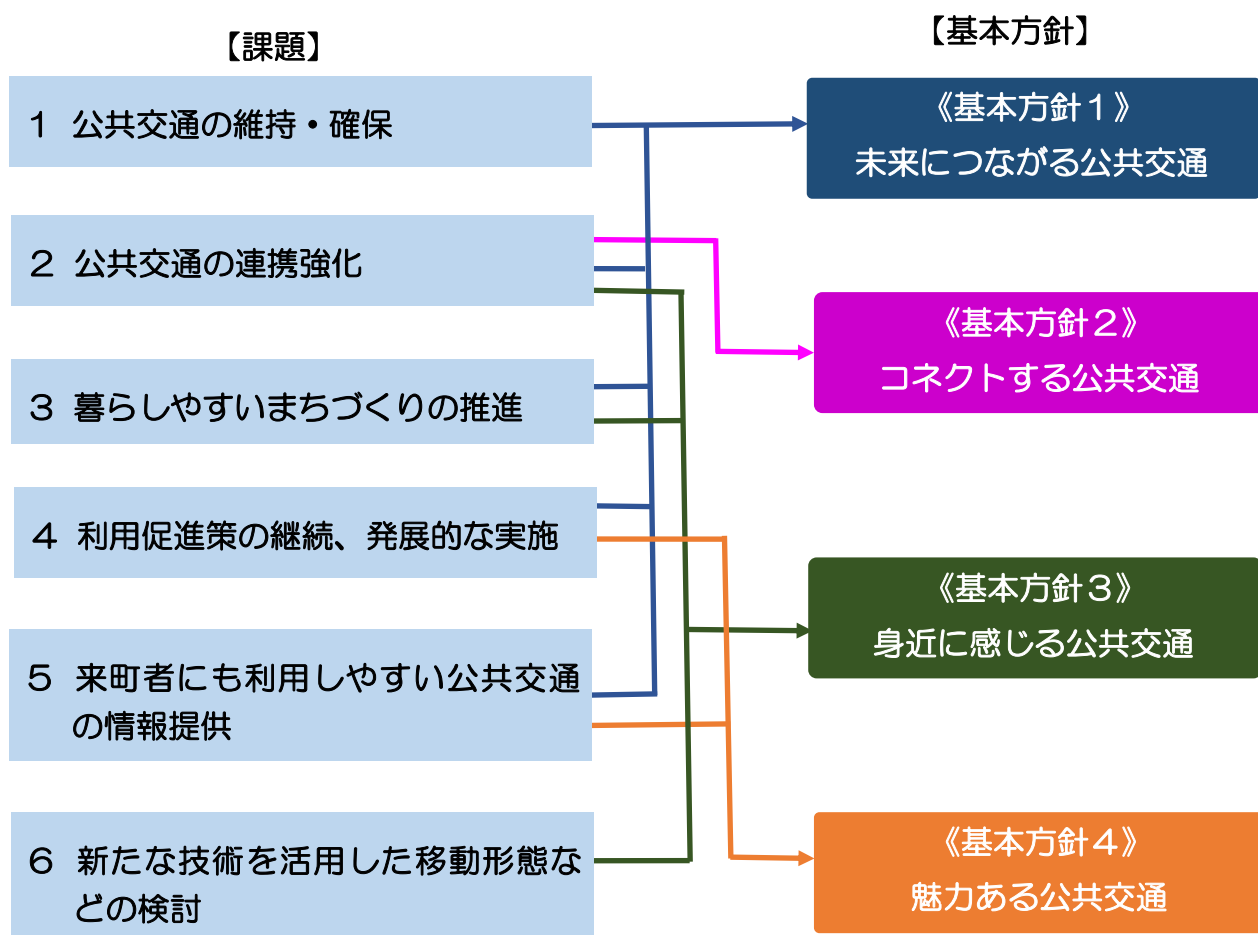 【課題】
１ 公共交通の維持・確保
２ 公共交通の連携強化
３ 暮らしやすいまちづくりの推進
４ 利用促進策の継続、発展的な実施
５ 来町者にも利用しやすい公共交通
の情報提供
６ 新たな技術を活用した移動形態な
どの検討
【基本方針】
《基本方針１》
未来につながる公共交通
《基本方針２》
コネクトする公共交通
《基本方針３》
身近に感じる公共交通
《基本方針４》
魅力ある公共交通